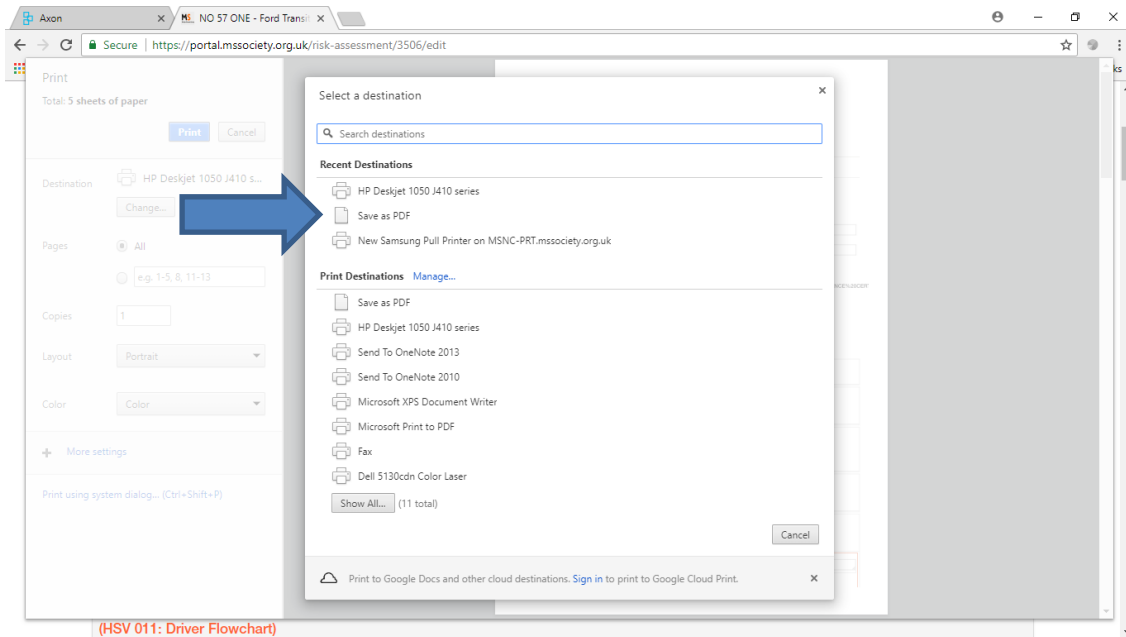 Axon
MS NO 57 ONE - Ford Transit
Secure | https://portal.mssociety.org.uk/risk-assessment/3506/edit
ks
Print
Total: 5 sheets of paper
Print Cancel
Destination HP Deskjet 1050 J410 s...
Change...
Pages All
e.g. 1-5, 8, 11-13
Copies 1
Layout Portrait
Color Color
More settings
Print using system dialog... (Ctrl+Shift+P)
Select a destination
Search destinations
Recent Destinations
HP Deskjet 1050 J410 series
Save as PDF
New Samsung Pull Printer on MSNC-PRT.mssociety.org.uk
Print Destinations Manage...
Save as PDF
HP Deskjet 1050 J410 series
Send To OneNote 2013
Send To OneNote 2010
Microsoft XPS Document Writer
Microsoft Print to PDF
Fax
Dell 5130cdn Color Laser
Show All... (11 total)
Cancel
Print to Google Docs and other cloud destinations. Sign in to print to Google Cloud Print.
(HSV 011: Driver Flowchart)